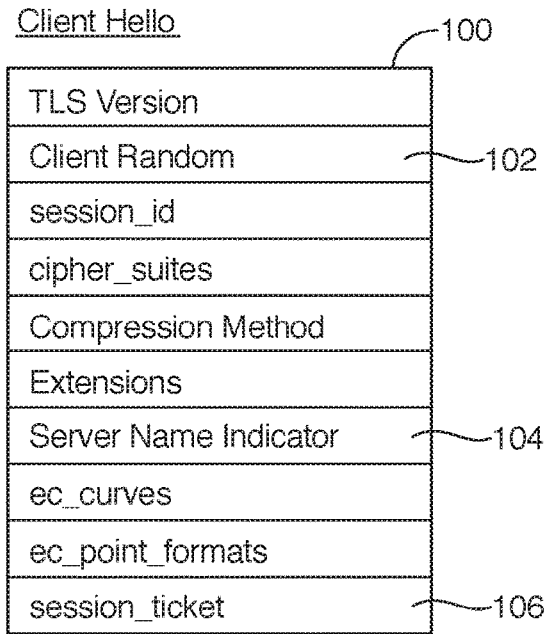 Client Hello
100
TLS Version
Client Random
102
session_id
cipher_suites
Compression Method
Extensions
Server Name Indicator
104
ec_curves
ec_point_formats
session_ticket
106